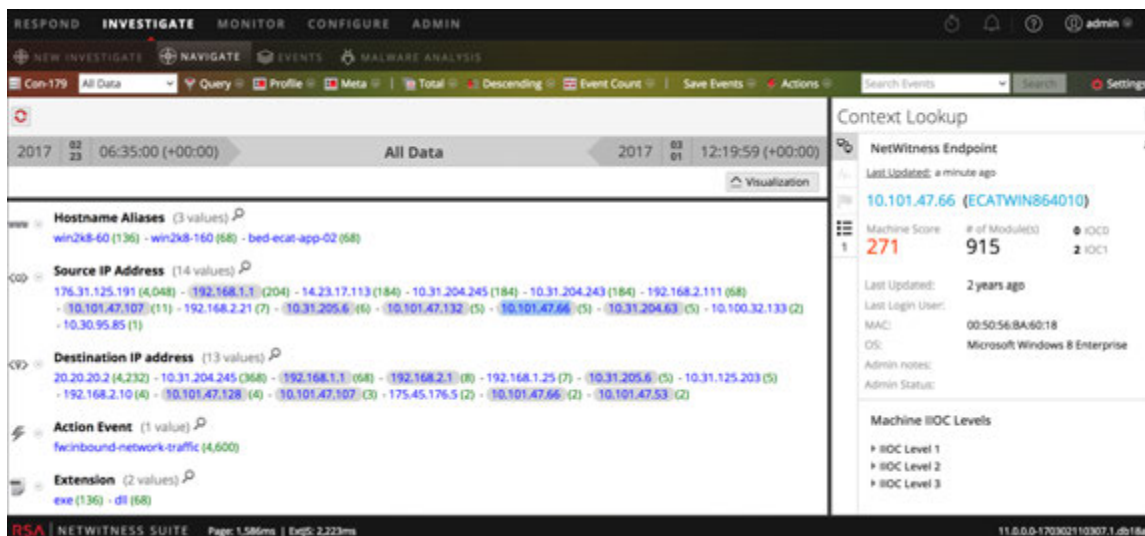 RESPOND INVESTIGATE MONITOR CONFIGURE ADMIN admin
NEW INVESTIGATE NAVIGATE EVENTS MALWARE ANALYSIS
Con-179 All Data Query Profile Meta | Total Descending Event Count | Save Events Actions Search Events Search Settings
2017 02 23 06:35:00 (+00:00) All Data 2017 03 01 12:19:59 (+00:00)
Visualization
Hostname Aliases (3 values)
win2k8-60 (136) - win2k8-160 (68) - bed-ecat-app-02 (68)
Source IP Address (14 values)
176.31.125.191 (4,048) - 192.168.1.1 (204) - 14.23.17.113 (184) - 10.31.204.245 (184) - 10.31.204.243 (184) - 192.168.2.111 (68)
- 10.101.47.107 (11) - 192.168.2.21 (7) - 10.31.205.6 (6) - 10.101.47.132 (5) - 10.101.47.66 (5) - 10.31.204.63 (5) - 10.100.32.133 (2)
- 10.30.95.85 (1)
Destination IP address (13 values)
20.20.20.2 (4,232) - 10.31.204.245 (368) - 192.168.1.1 (68) - 192.168.2.1 (8) - 192.168.1.25 (7) - 10.31.205.6 (5) - 10.31.125.203 (5)
- 192.168.2.10 (4) - 10.101.47.128 (4) - 10.101.47.107 (3) - 175.45.176.5 (2) - 10.101.47.66 (2) - 10.101.47.53 (2)
Action Event (1 value)
fw:inbound-network-traffic (4,600)
Extension (2 values)
exe (136) - dll (68)
Context Lookup
NetWitness Endpoint
Last Updated: a minute ago
10.101.47.66 (ECATWIN864010)
Machine Score # of Module(s) 0 IOC0
1 271 915 2 IOC1
Last Updated: 2 years ago
Last Login User:
MAC: 00:50:56:BA:60:18
OS: Microsoft Windows 8 Enterprise
Admin notes:
Admin Status:
Machine IIOC Levels
IIOC Level 1
IIOC Level 2
IIOC Level 3
RSA | NETWITNESS SUITE Page: 1,586ms | ExtJS: 2,223ms 11.0.0.0-170302110307.1.db18a